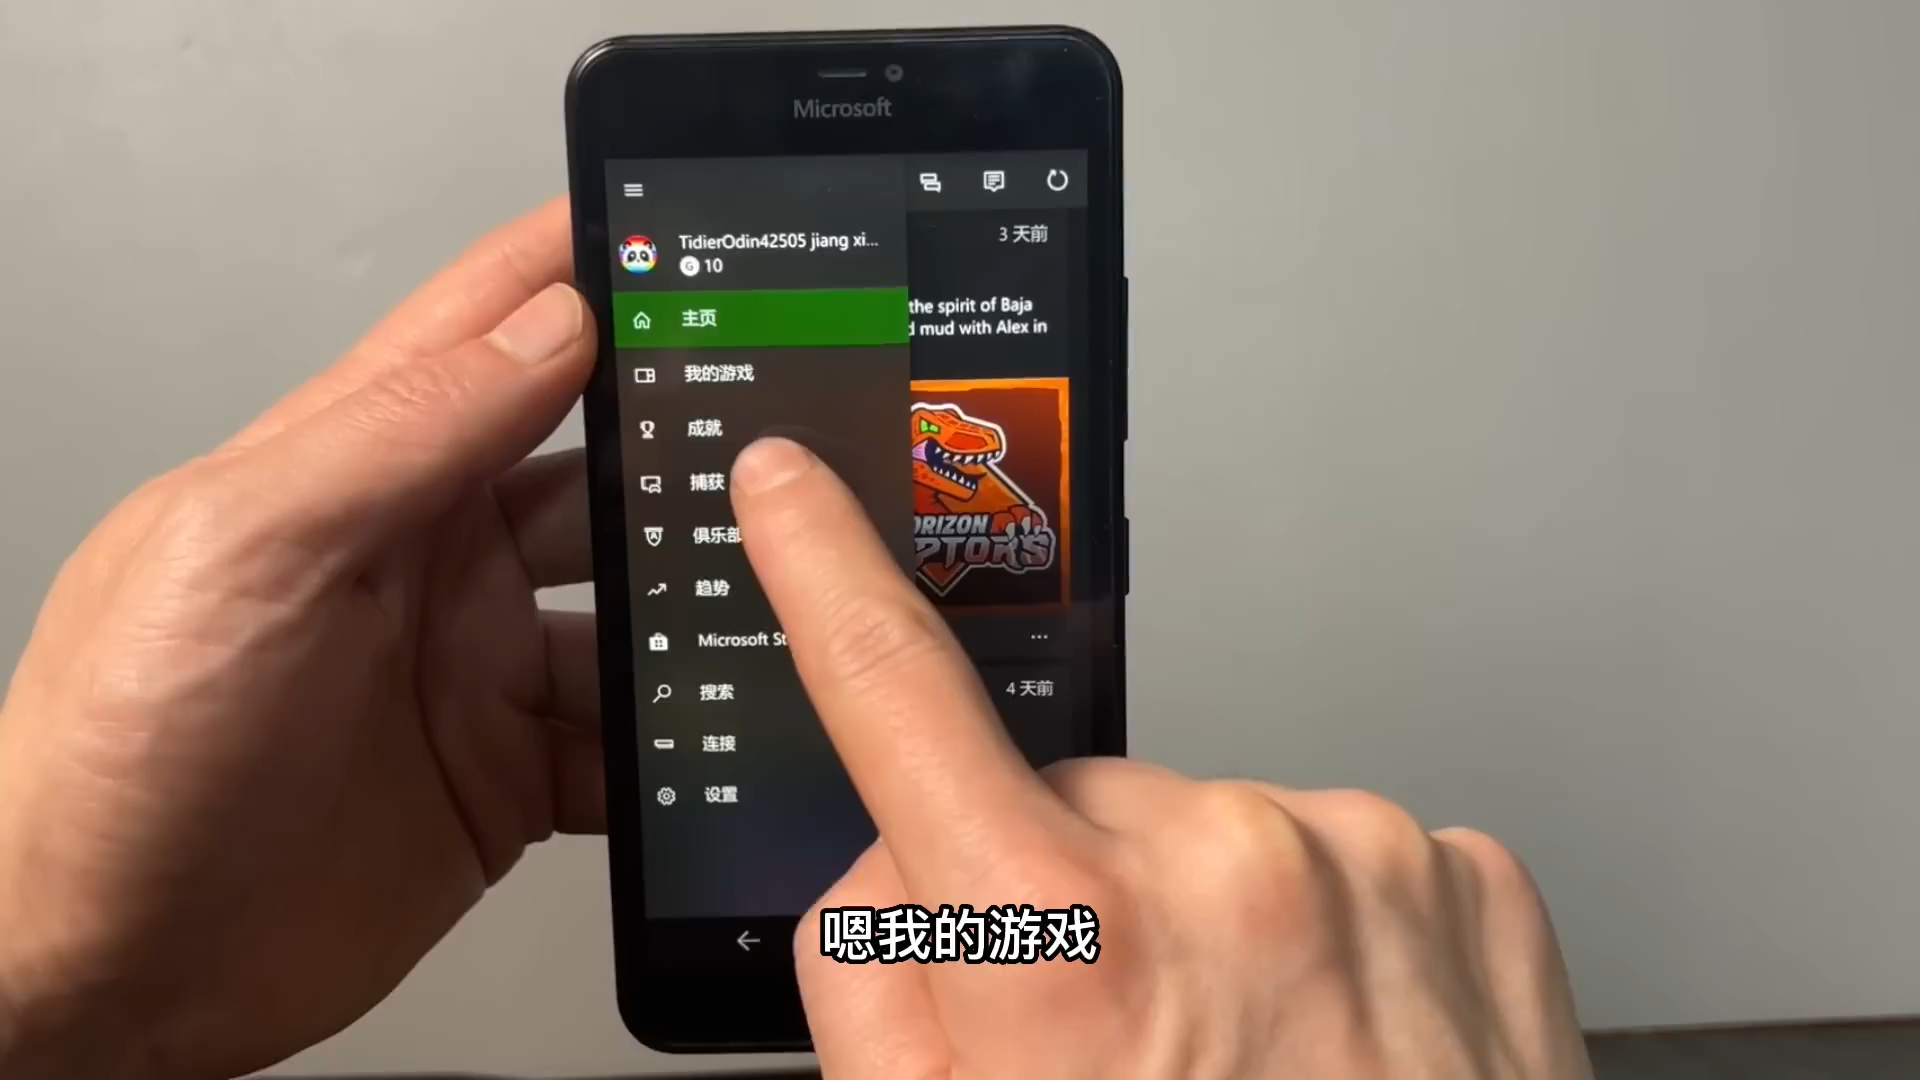 Microsoft
TidierOdin42505 jiang xi...
G 10
主页
我的游戏
成就
捕获
俱乐部
趋势
Microsoft St
搜索
连接
设置
3 天前
the spirit of Baja
d mud with Alex in
ORIZON
PTORS
4 天前
嗯我的游戏